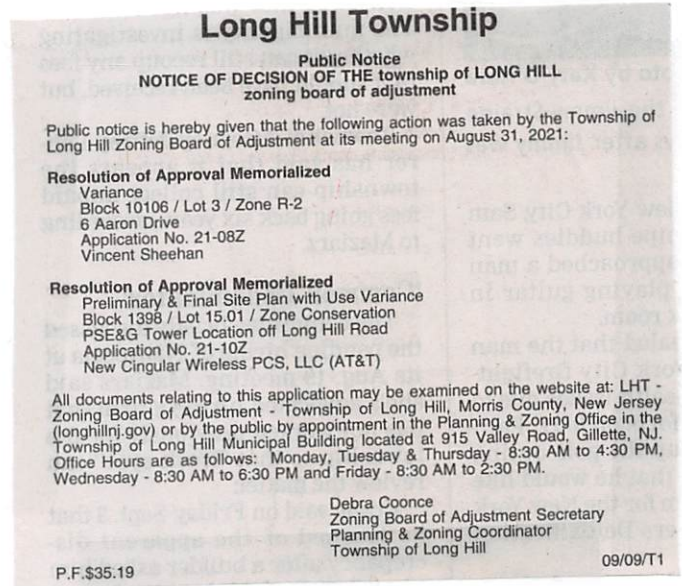 Long Hill Township
Public Notice
NOTICE OF DECISION OF THE township of LONG HILL
zoning board of adjustment
Public notice is hereby given that the following action was taken by the Township of
Long Hill Zoning Board of Adjustment at its meeting on August 31, 2021:
Resolution of Approval Memorialized
Variance
Block 10106 / Lot 3 / Zone R-2
6 Aaron Drive
Application No. 21-08Z
Vincent Sheehan
Resolution of Approval Memorialized
Preliminary & Final Site Plan with Use Variance
Block 1398 / Lot 15.01 / Zone Conservation
PSE&G Tower Location off Long Hill Road
Application No. 21-10Z
New Cingular Wireless PCS, LLC (AT&T)
All documents relating to this application may be examined on the website at: LHT -
Zoning Board of Adjustment - Township of Long Hill, Morris County, New Jersey
(longhillnj.gov) or by the public by appointment in the Planning & Zoning Office in the
Township of Long Hill Municipal Building located at 915 Valley Road, Gillette, NJ.
Office Hours are as follows: Monday, Tuesday & Thursday - 8:30 AM to 4:30 PM,
Wednesday - 8:30 AM to 6:30 PM and Friday - 8:30 AM to 2:30 PM.
Debra Coonce
Zoning Board of Adjustment Secretary
Planning & Zoning Coordinator
Township of Long Hill
P.F.$35.19 09/09/T1